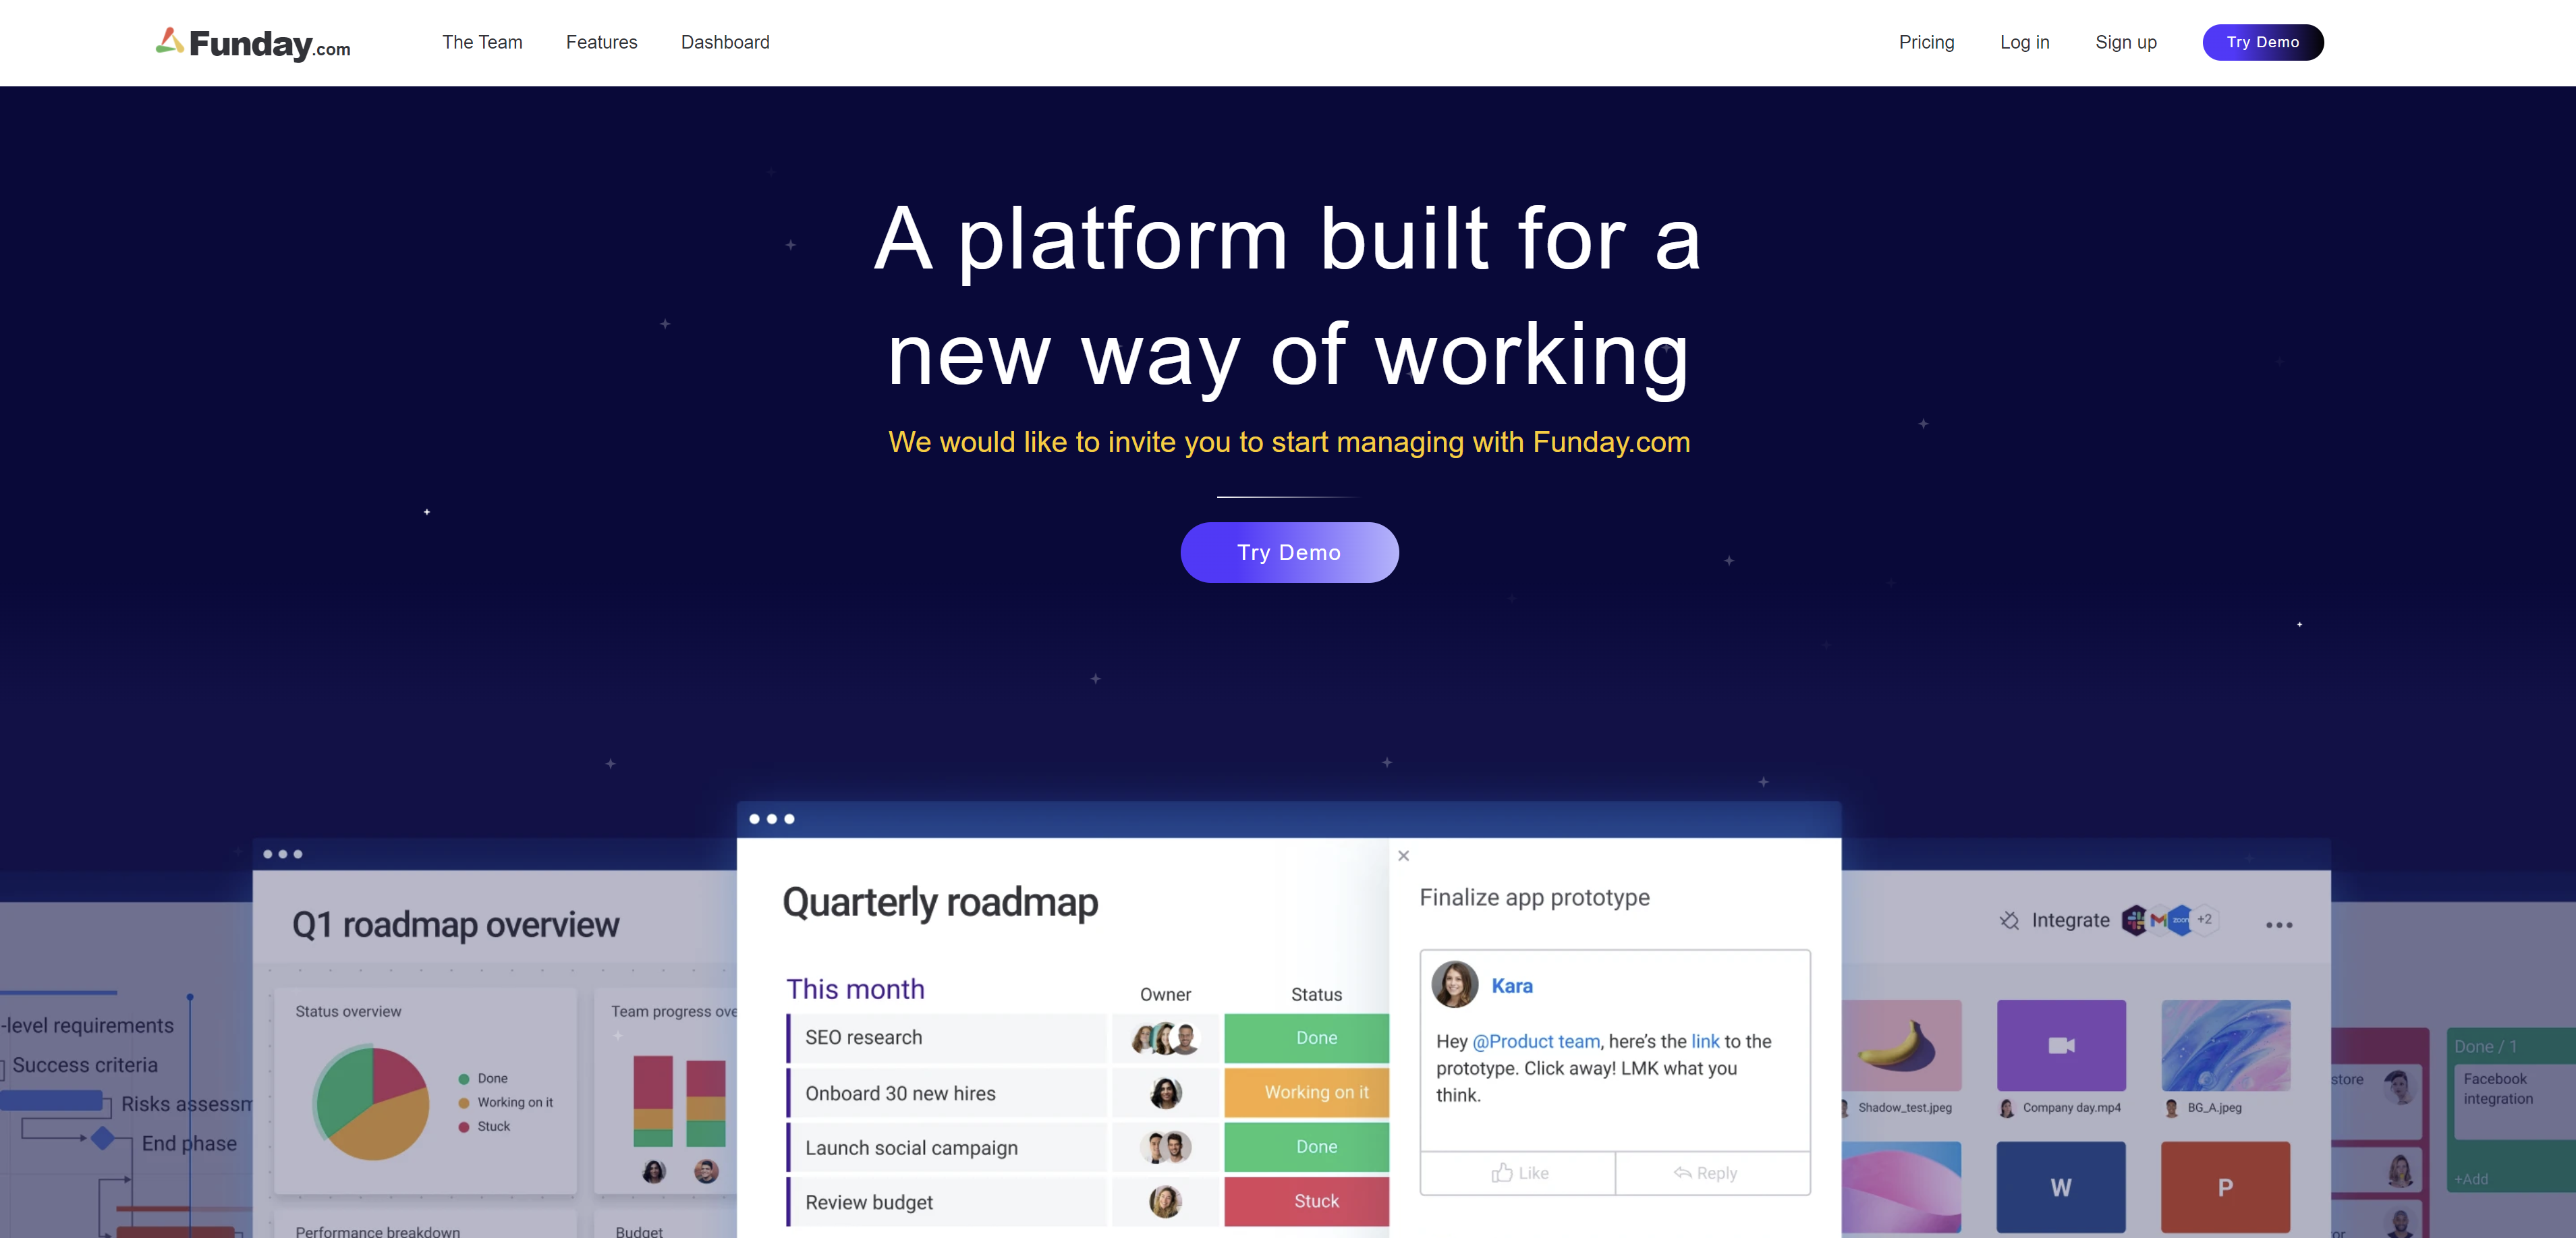 Funday.com
The Team
Features
Dashboard
Pricing
Log in
Sign up
Try Demo
A platform built for a
new way of working
We would like to invite you to start managing with Funday.com
Try Demo
-level requirements
Success criteria
Risks
End phase
Q1 roadmap overview
Status overview
Done
Working on it
Stuck
Team progress
Performance breakdown
Budget
Quarterly roadmap
This month
Owner
Status
SEO research
Done
Onboard 30 new hires
Working on it
Launch social campaign
Done
Review budget
Stuck
Finalize app prototype
Kara
Hey @Product team, here's the link to the
prototype. Click away! LMK what you
think.
Like
Reply
Integrate
zoom
+2
Shadow_test.jpeg
Company day.mp4
BG_A.jpeg
W
P
store
Done / 1
Facebook
integration
+Add